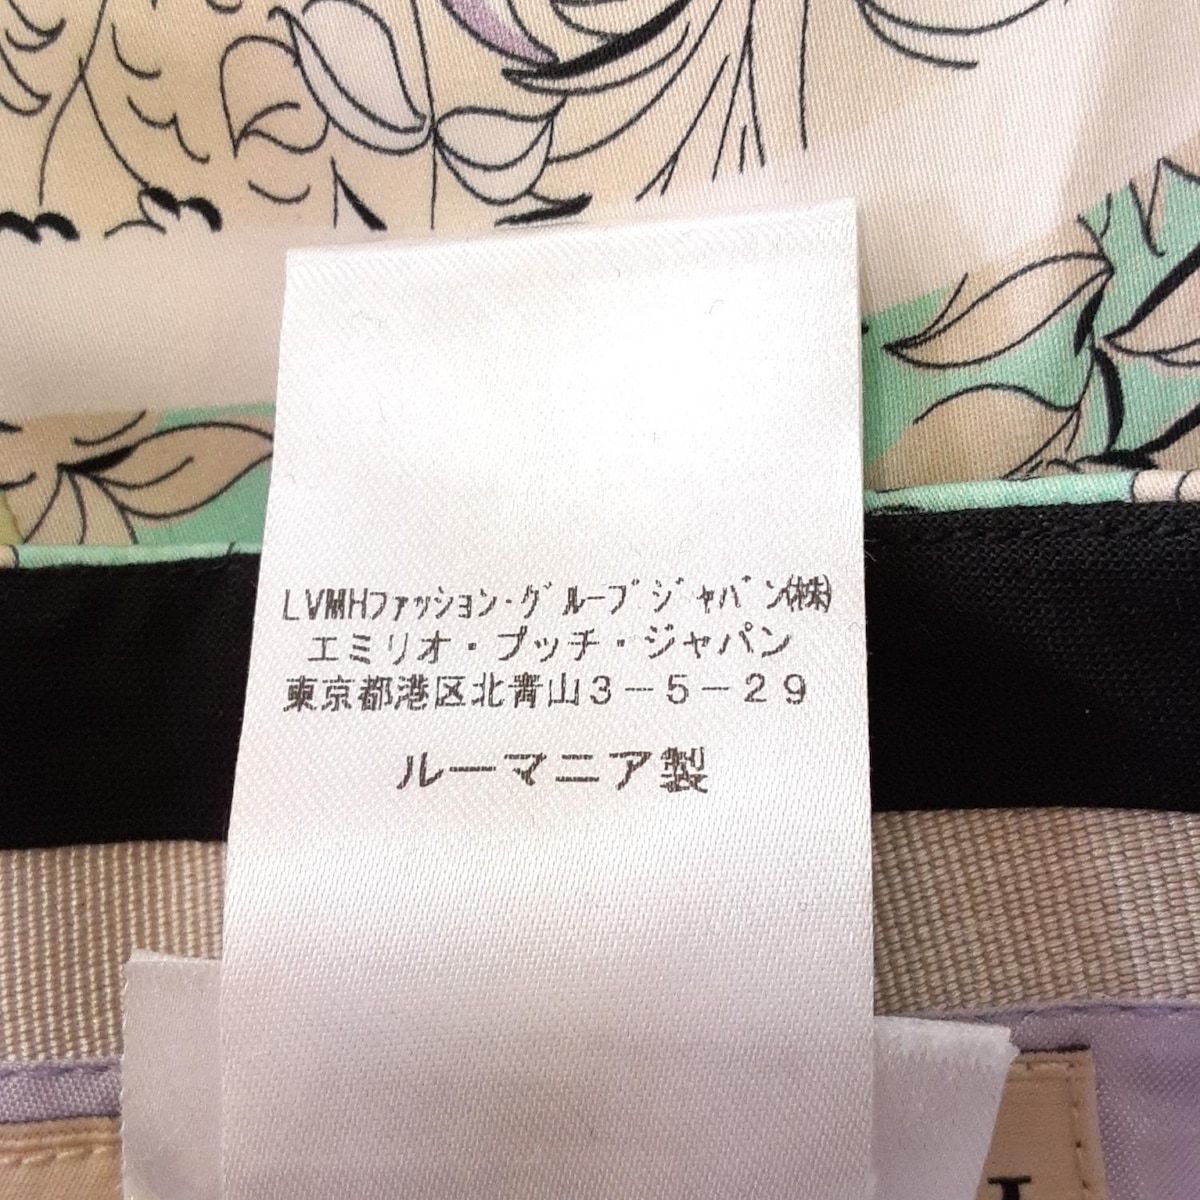 LVMHファッション・グループジャパン(株)
エミリオ・プッチ・ジャパン
東京都港区北青山3-5-29
ルーマニア製